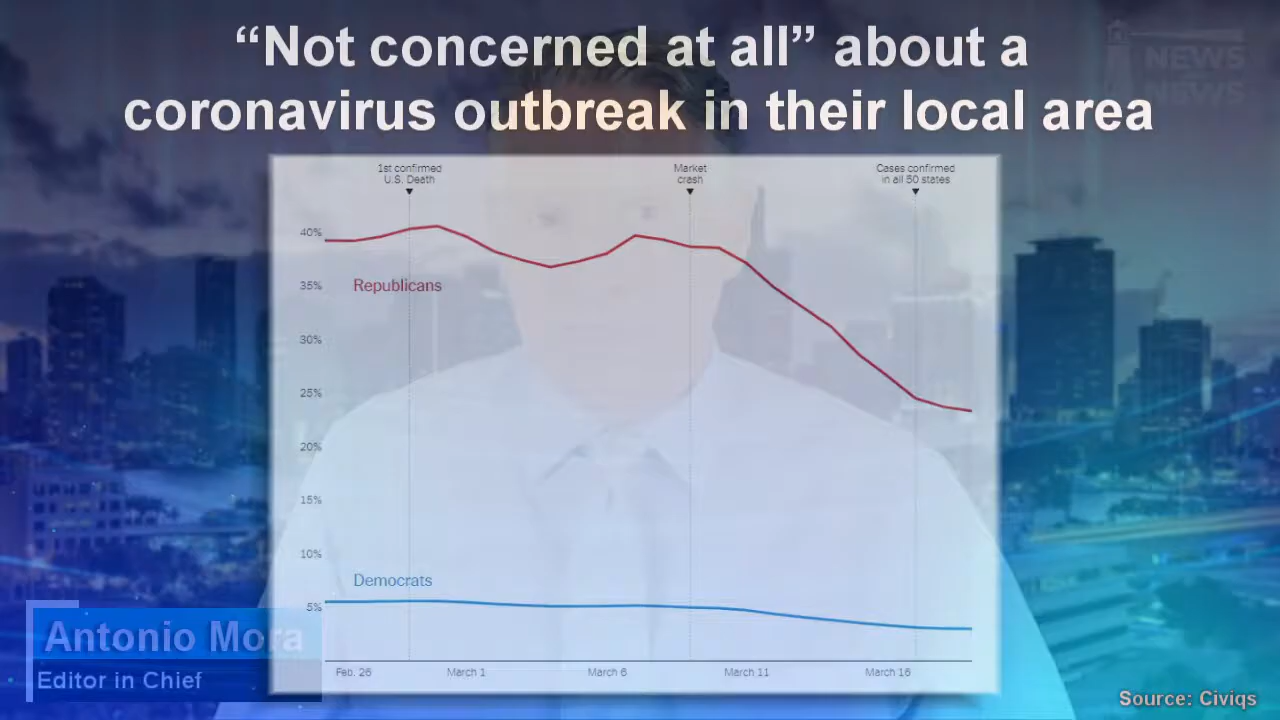 “Not concerned at all” about a
coronavirus outbreak in their local area
NEWS
NEWS
1st confirmed
U.S. Death
Market
crash
Cases confirmed
in all 50 states
40%
35%
30%
25%
20%
15%
10%
5%
Republicans
Democrats
Feb. 26
March 1
March 6
March 11
March 16
Antonio Mora
Editor in Chief
Source: Civiqs